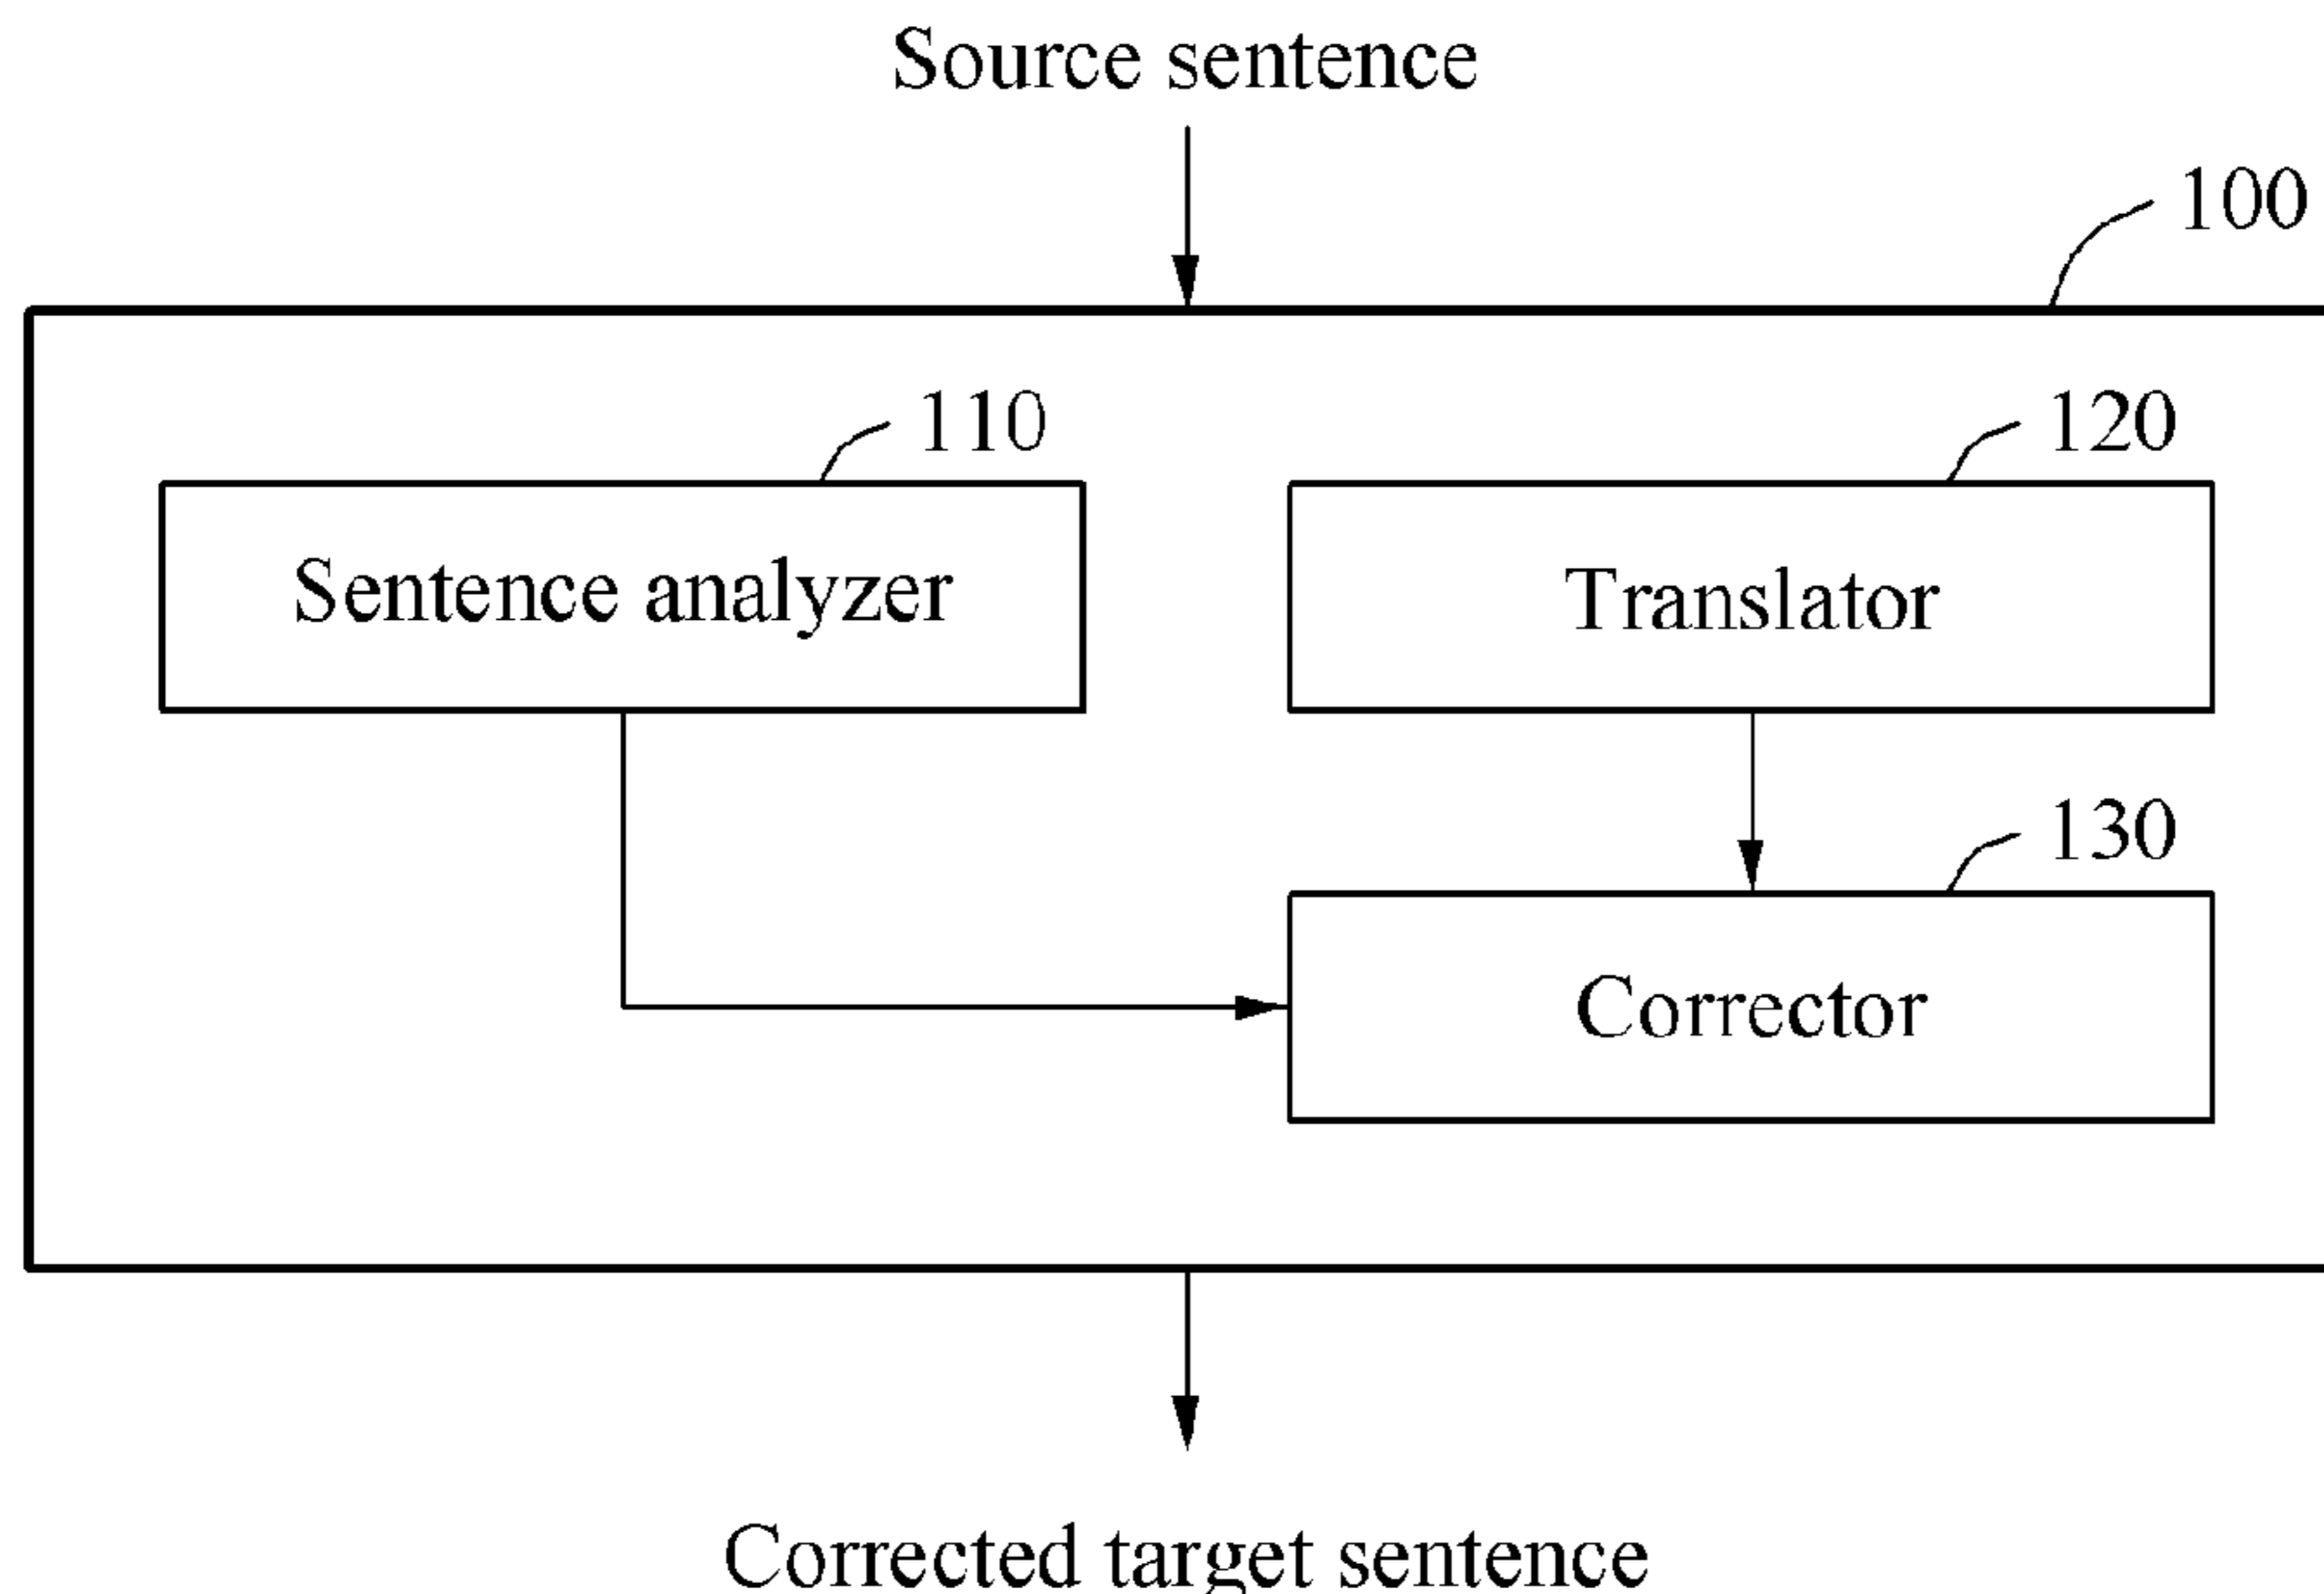 Source sentence
100
110
120
Sentence analyzer
Translator
130
Corrector
Corrected target sentence